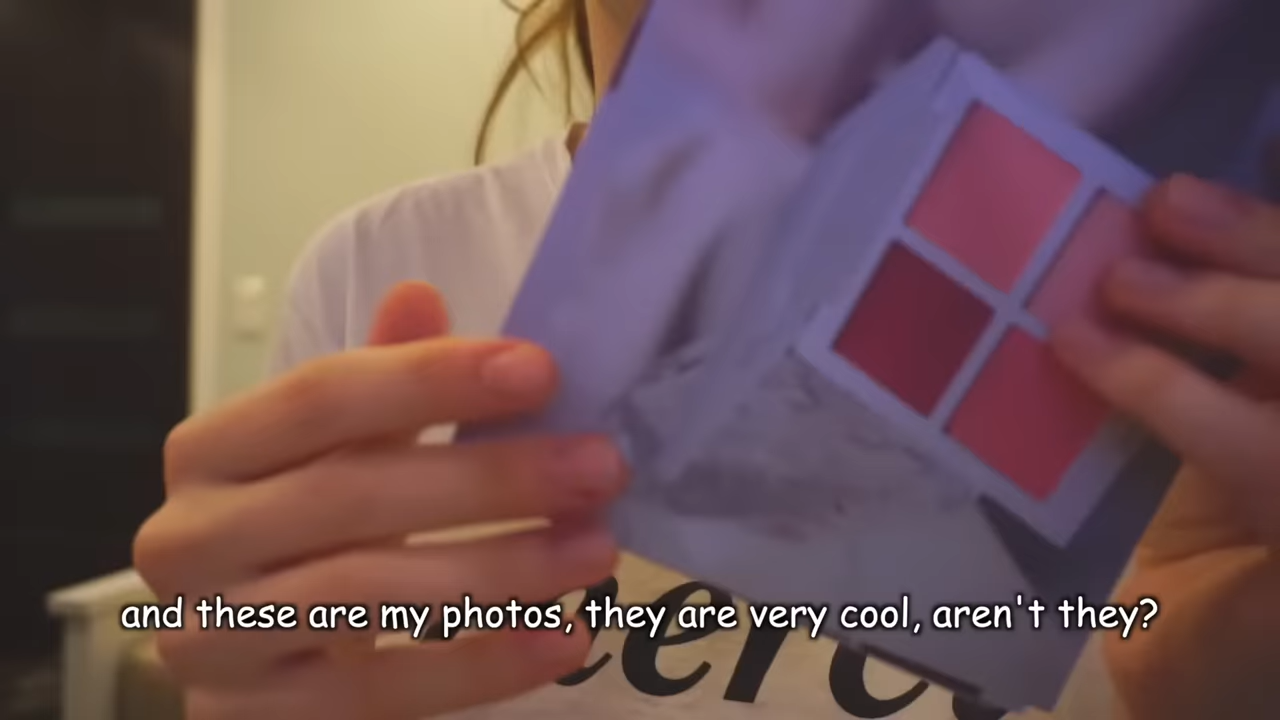 and these are my photos, they are very cool, aren't they?